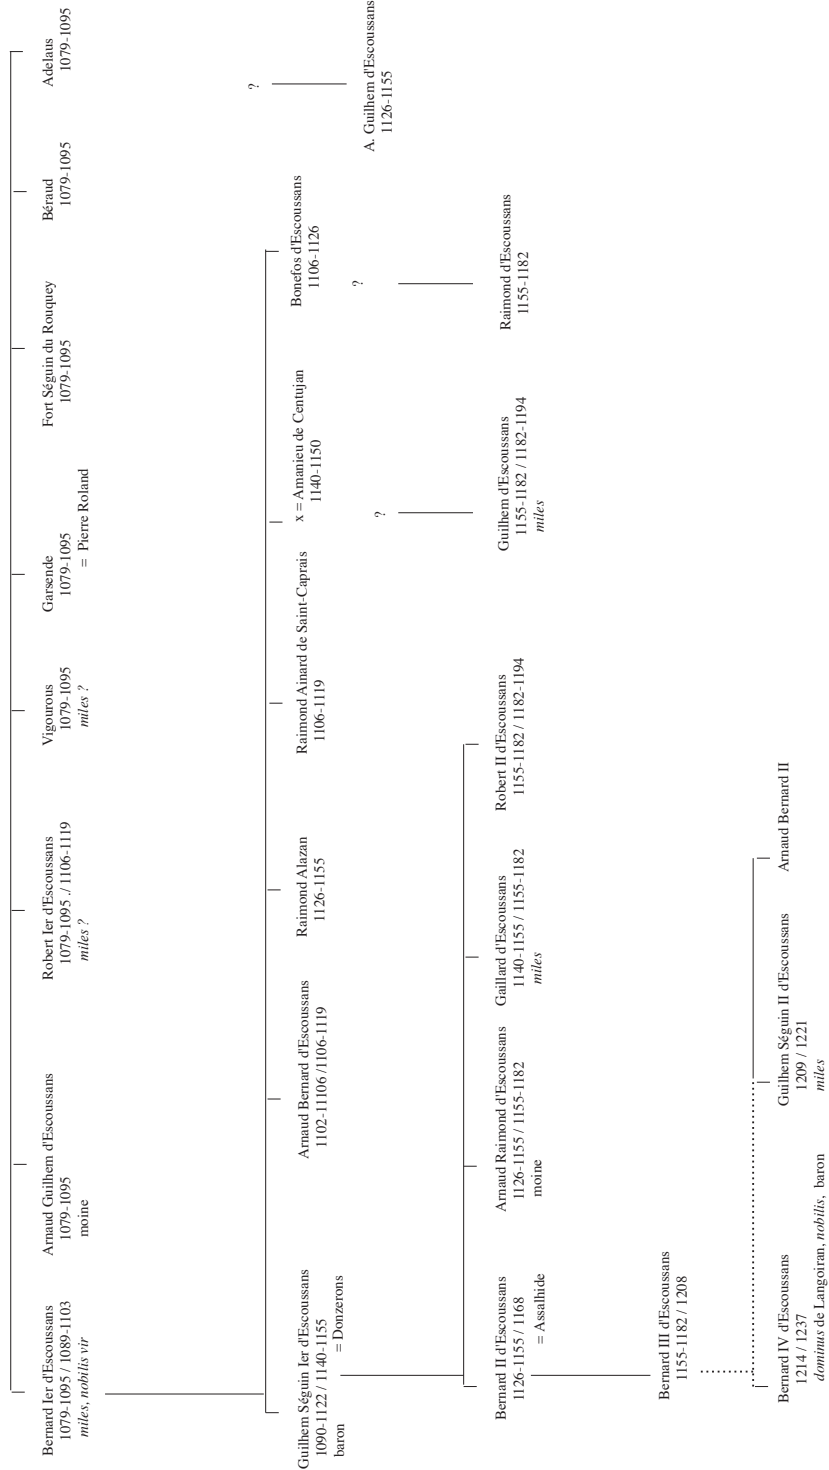 Bernard Ier d'Escoussans
1079-1095 / 1089-1103
miles, nobilis vir
Arnaud Guilhem d'Escoussans
1079-1095
moine
Robert Ier d'Escoussans
1079-1095 ./ 1106-1119
miles ?
Vigourous
1079-1095
miles ?
Garsende
1079-1095
= Pierre Roland
Fort Séguin du Rouquey
1079-1095
Béraud
1079-1095
Adelaus
1079-1095
Guilhem Séguin Ier d'Escoussans
1090-1122 / 1140-1155
= Donzerons
baron
Arnaud Bernard d'Escoussans
1102-11106 /1106-1119
Raimond Alazan
1126-1155
Raimond Ainard de Saint-Caprais
1106-1119
x = Amanieu de Centujan
1140-1150
Bonefos d'Escoussans
1106-1126
?
A. Guilhem d'Escoussans
1126-1155
Bernard II d'Escoussans
1126-1155 / 1168
= Assalhide
Arnaud Raimond d'Escoussans
1126-1155 / 1155-1182
moine
Gaillard d'Escoussans
1140-1155 / 1155-1182
miles
Robert II d'Escoussans
1155-1182 / 1182-1194
?
Guilhem d'Escoussans
1155-1182 / 1182-1194
miles
?
Raimond d'Escoussans
1155-1182
Bernard III d'Escoussans
1155-1182 / 1208
Bernard IV d'Escoussans
1214 / 1237
dominus de Langoiran, nobilis, baron
Guilhem Séguin II d'Escoussans
1209 / 1221
miles
Arnaud Bernard II